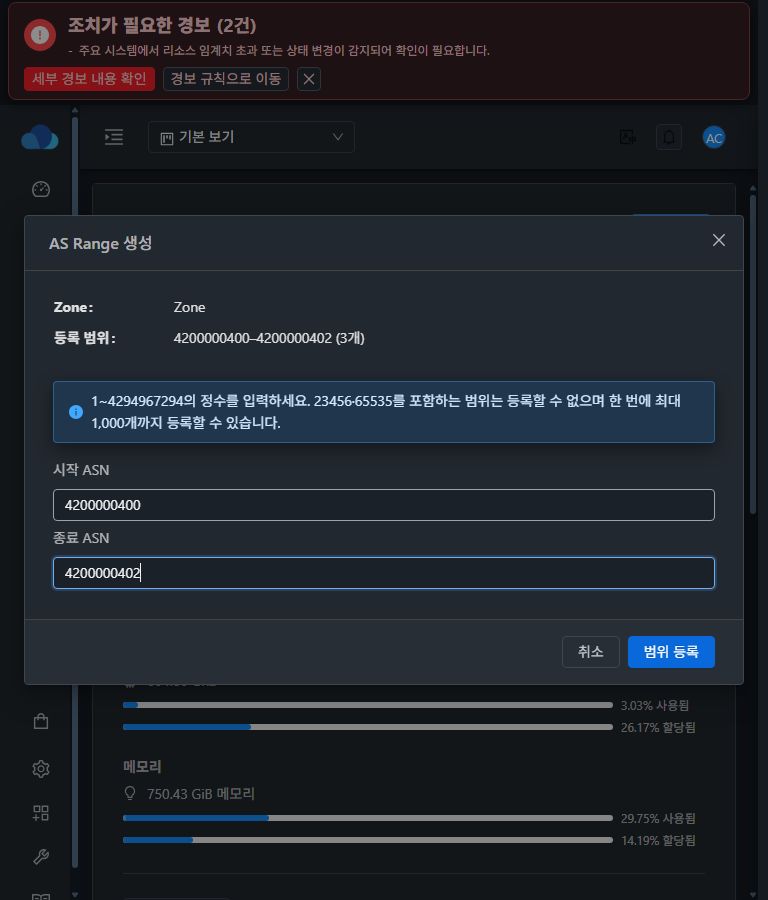 조치가 필요한 경보 (2건)
- 주요 시스템에서 리소스 임계치 초과 또는 상태 변경이 감지되어 확인이 필요합니다.
세부 경보 내용 확인
경보 규칙으로 이동
기본 보기
AC
AS Range 생성
Zone: Zone
등록 범위: 4200000400–4200000402 (3개)
1~4294967294의 정수를 입력하세요. 23456·65535를 포함하는 범위는 등록할 수 없으며 한 번에 최대
1,000개까지 등록할 수 있습니다.
시작 ASN
4200000400
종료 ASN
4200000402
취소
범위 등록
3.03% 사용됨
26.17% 할당됨
메모리
750.43 GiB 메모리
29.75% 사용됨
14.19% 할당됨